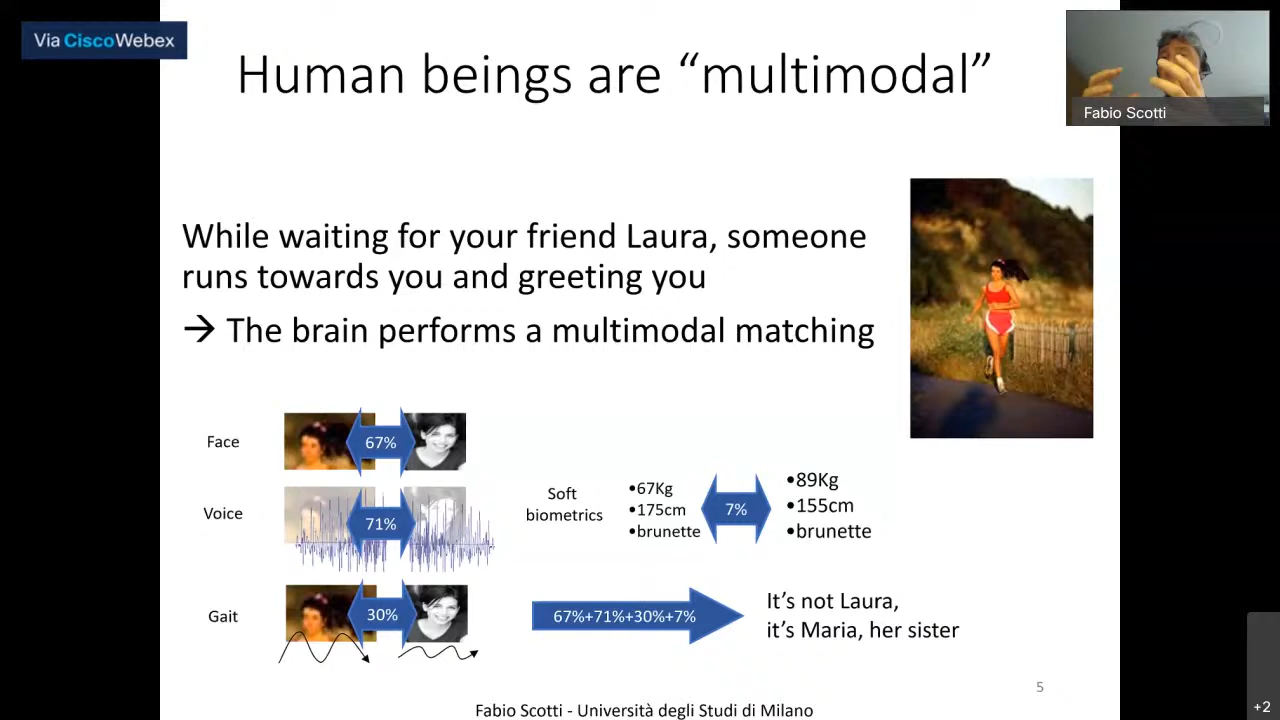 Via CiscoWebex
Human beings are “multimodal”
Fabio Scotti
While waiting for your friend Laura, someone
runs towards you and greeting you
→ The brain performs a multimodal matching
Face
67%
Voice
71%
Gait
30%
Soft
biometrics
•67Kg
•175cm
•brunette
7%
•89Kg
•155cm
•brunette
67%+71%+30%+7%
It’s not Laura,
it’s Maria, her sister
5
Fabio Scotti - Università degli Studi di Milano
+2